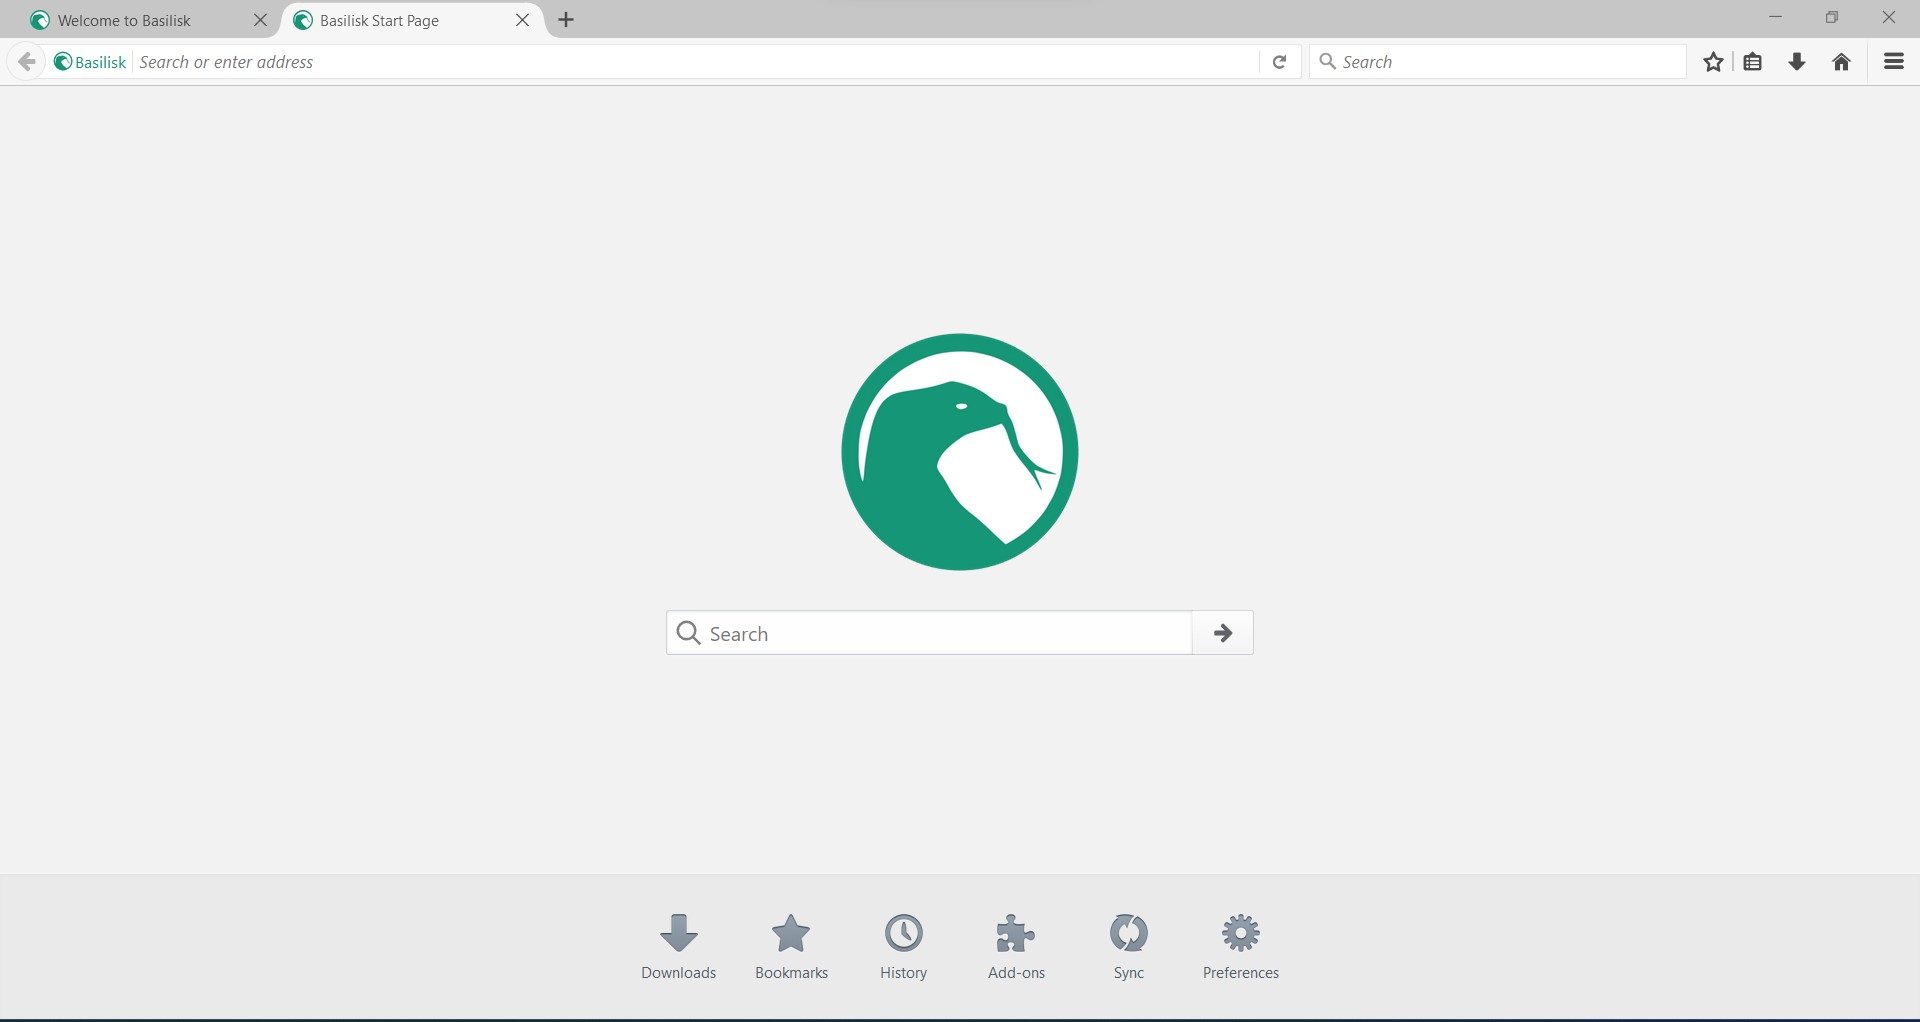 Welcome to Basilisk
Basilisk Start Page
Basilisk
Search or enter address
Search
Search
Downloads
Bookmarks
History
Add-ons
Sync
Preferences